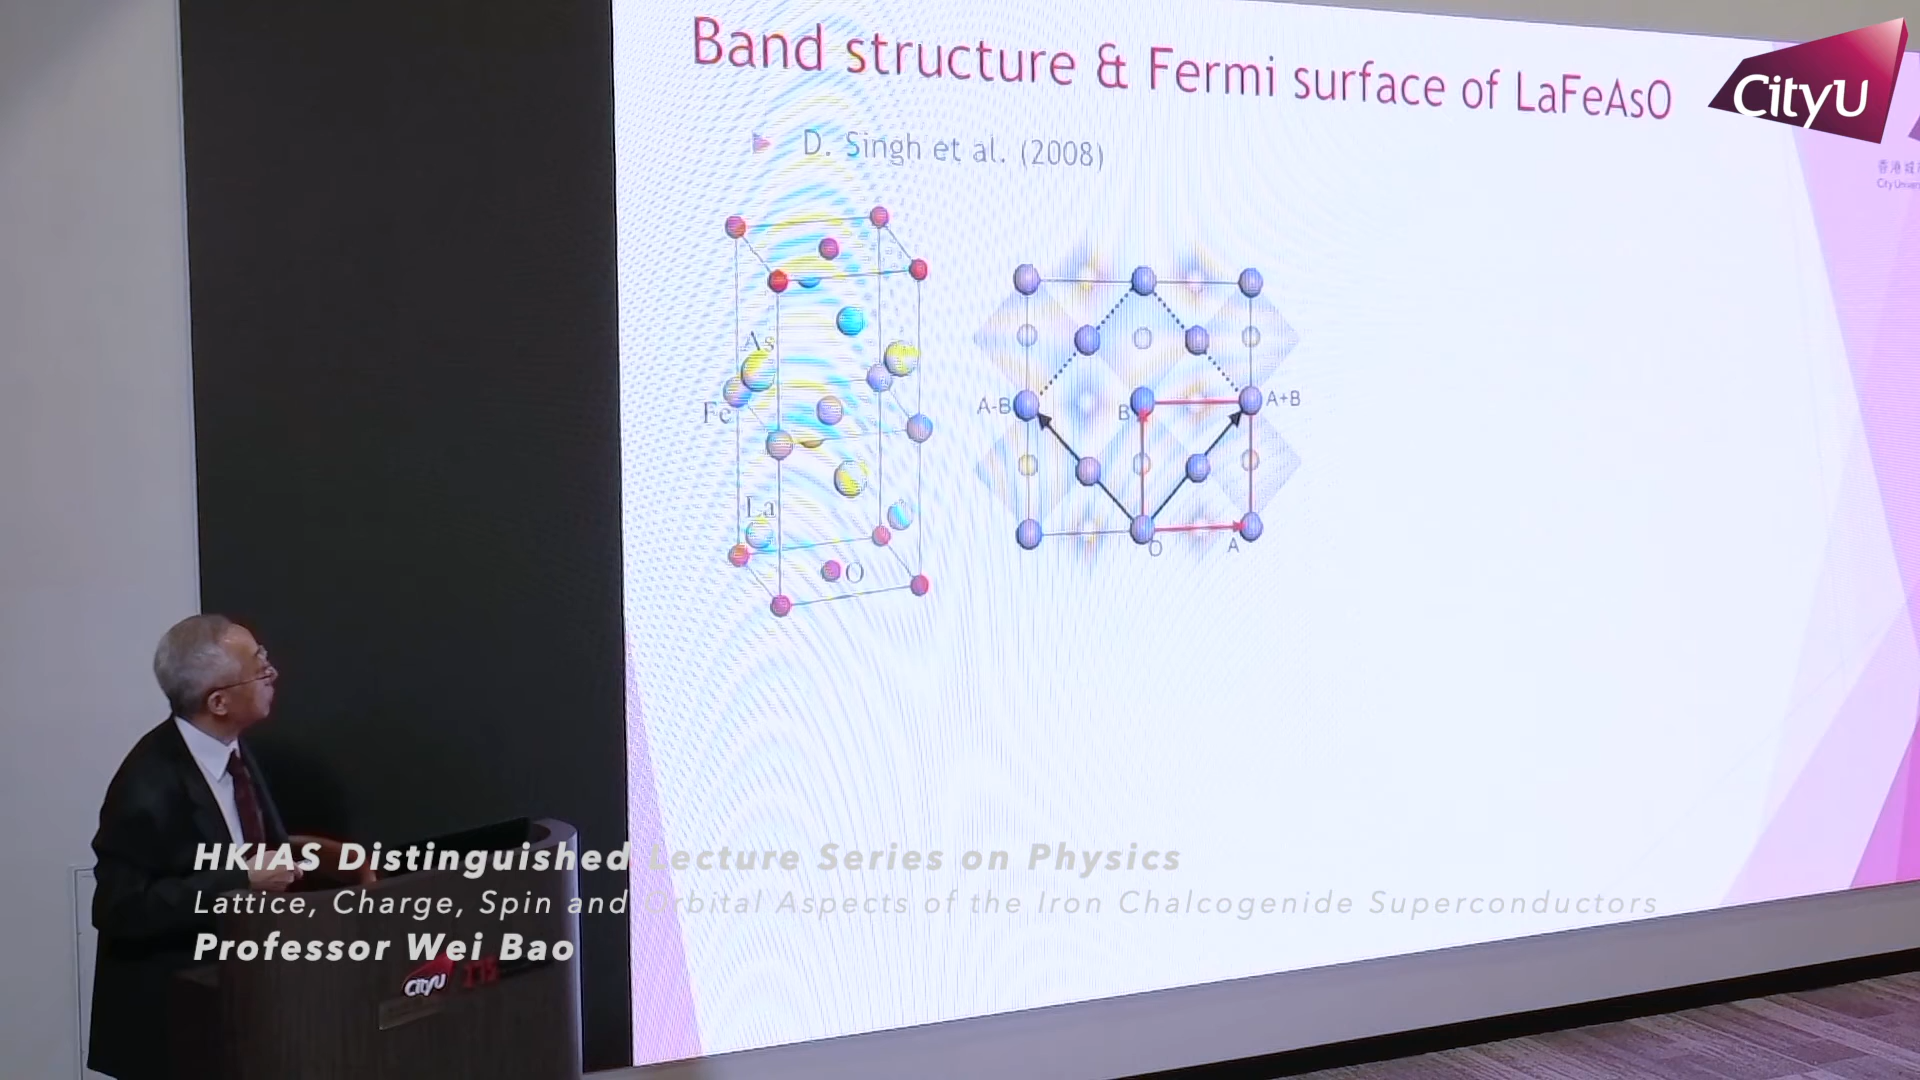 Band structure & Fermi surface of LaFeAsO
CityU
D. Singh et al. (2008)
As
Fe
La
O
A-B
B
A+B
O
A
HKIAS Distinguished Lecture Series on Physics
Lattice, Charge, Spin and Orbital Aspects of the Iron Chalcogenide Superconductors
Professor Wei Bao
CityU